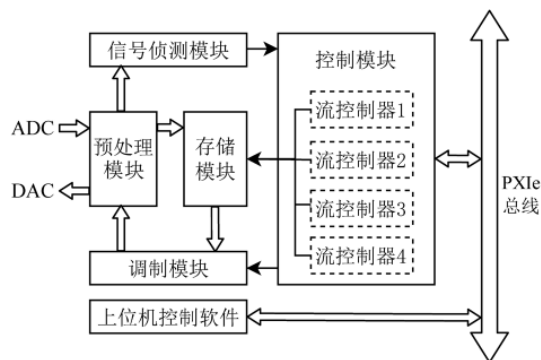 信号侦测模块
控制模块
流控制器1
ADC
预处理
模块
存储
模块
流控制器2
DAC
流控制器3
PXIe
总线
调制模块
流控制器4
上位机控制软件